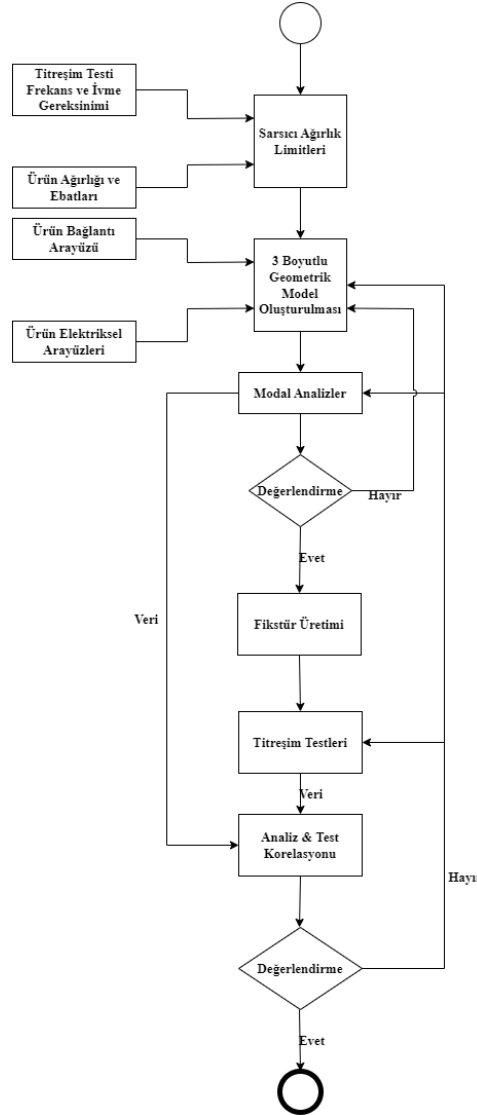 Titreşim Testi
Frekans ve İvme
Gereksinimi
Sarsıcı Ağırlık
Limitleri
Ürün Ağırlığı ve
Ebatları
Ürün Bağlantı
Arayüzü
3 Boyutlu
Geometrik
Model
Oluşturulması
Ürün Elektriksel
Arayüzleri
Modal Analizler
Değerlendirme
Hayır
Evet
Veri
Fikstür Üretimi
Titreşim Testleri
Veri
Analiz & Test
Korelasyonu
Hayır
Değerlendirme
Evet